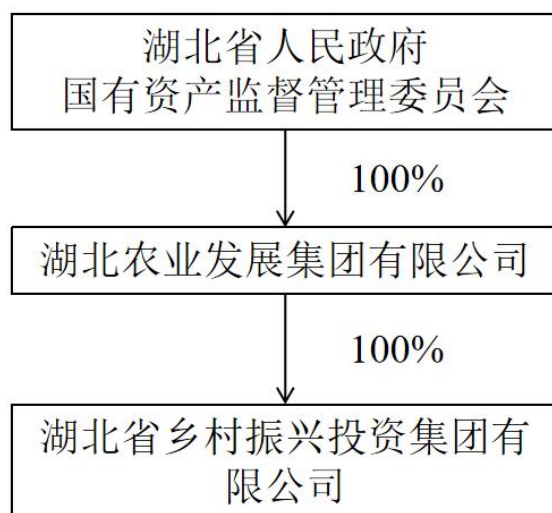 湖北省人民政府
国有资产监督管理委员会
100%
湖北农业发展集团有限公司
100%
湖北省乡村振兴投资集团有
限公司